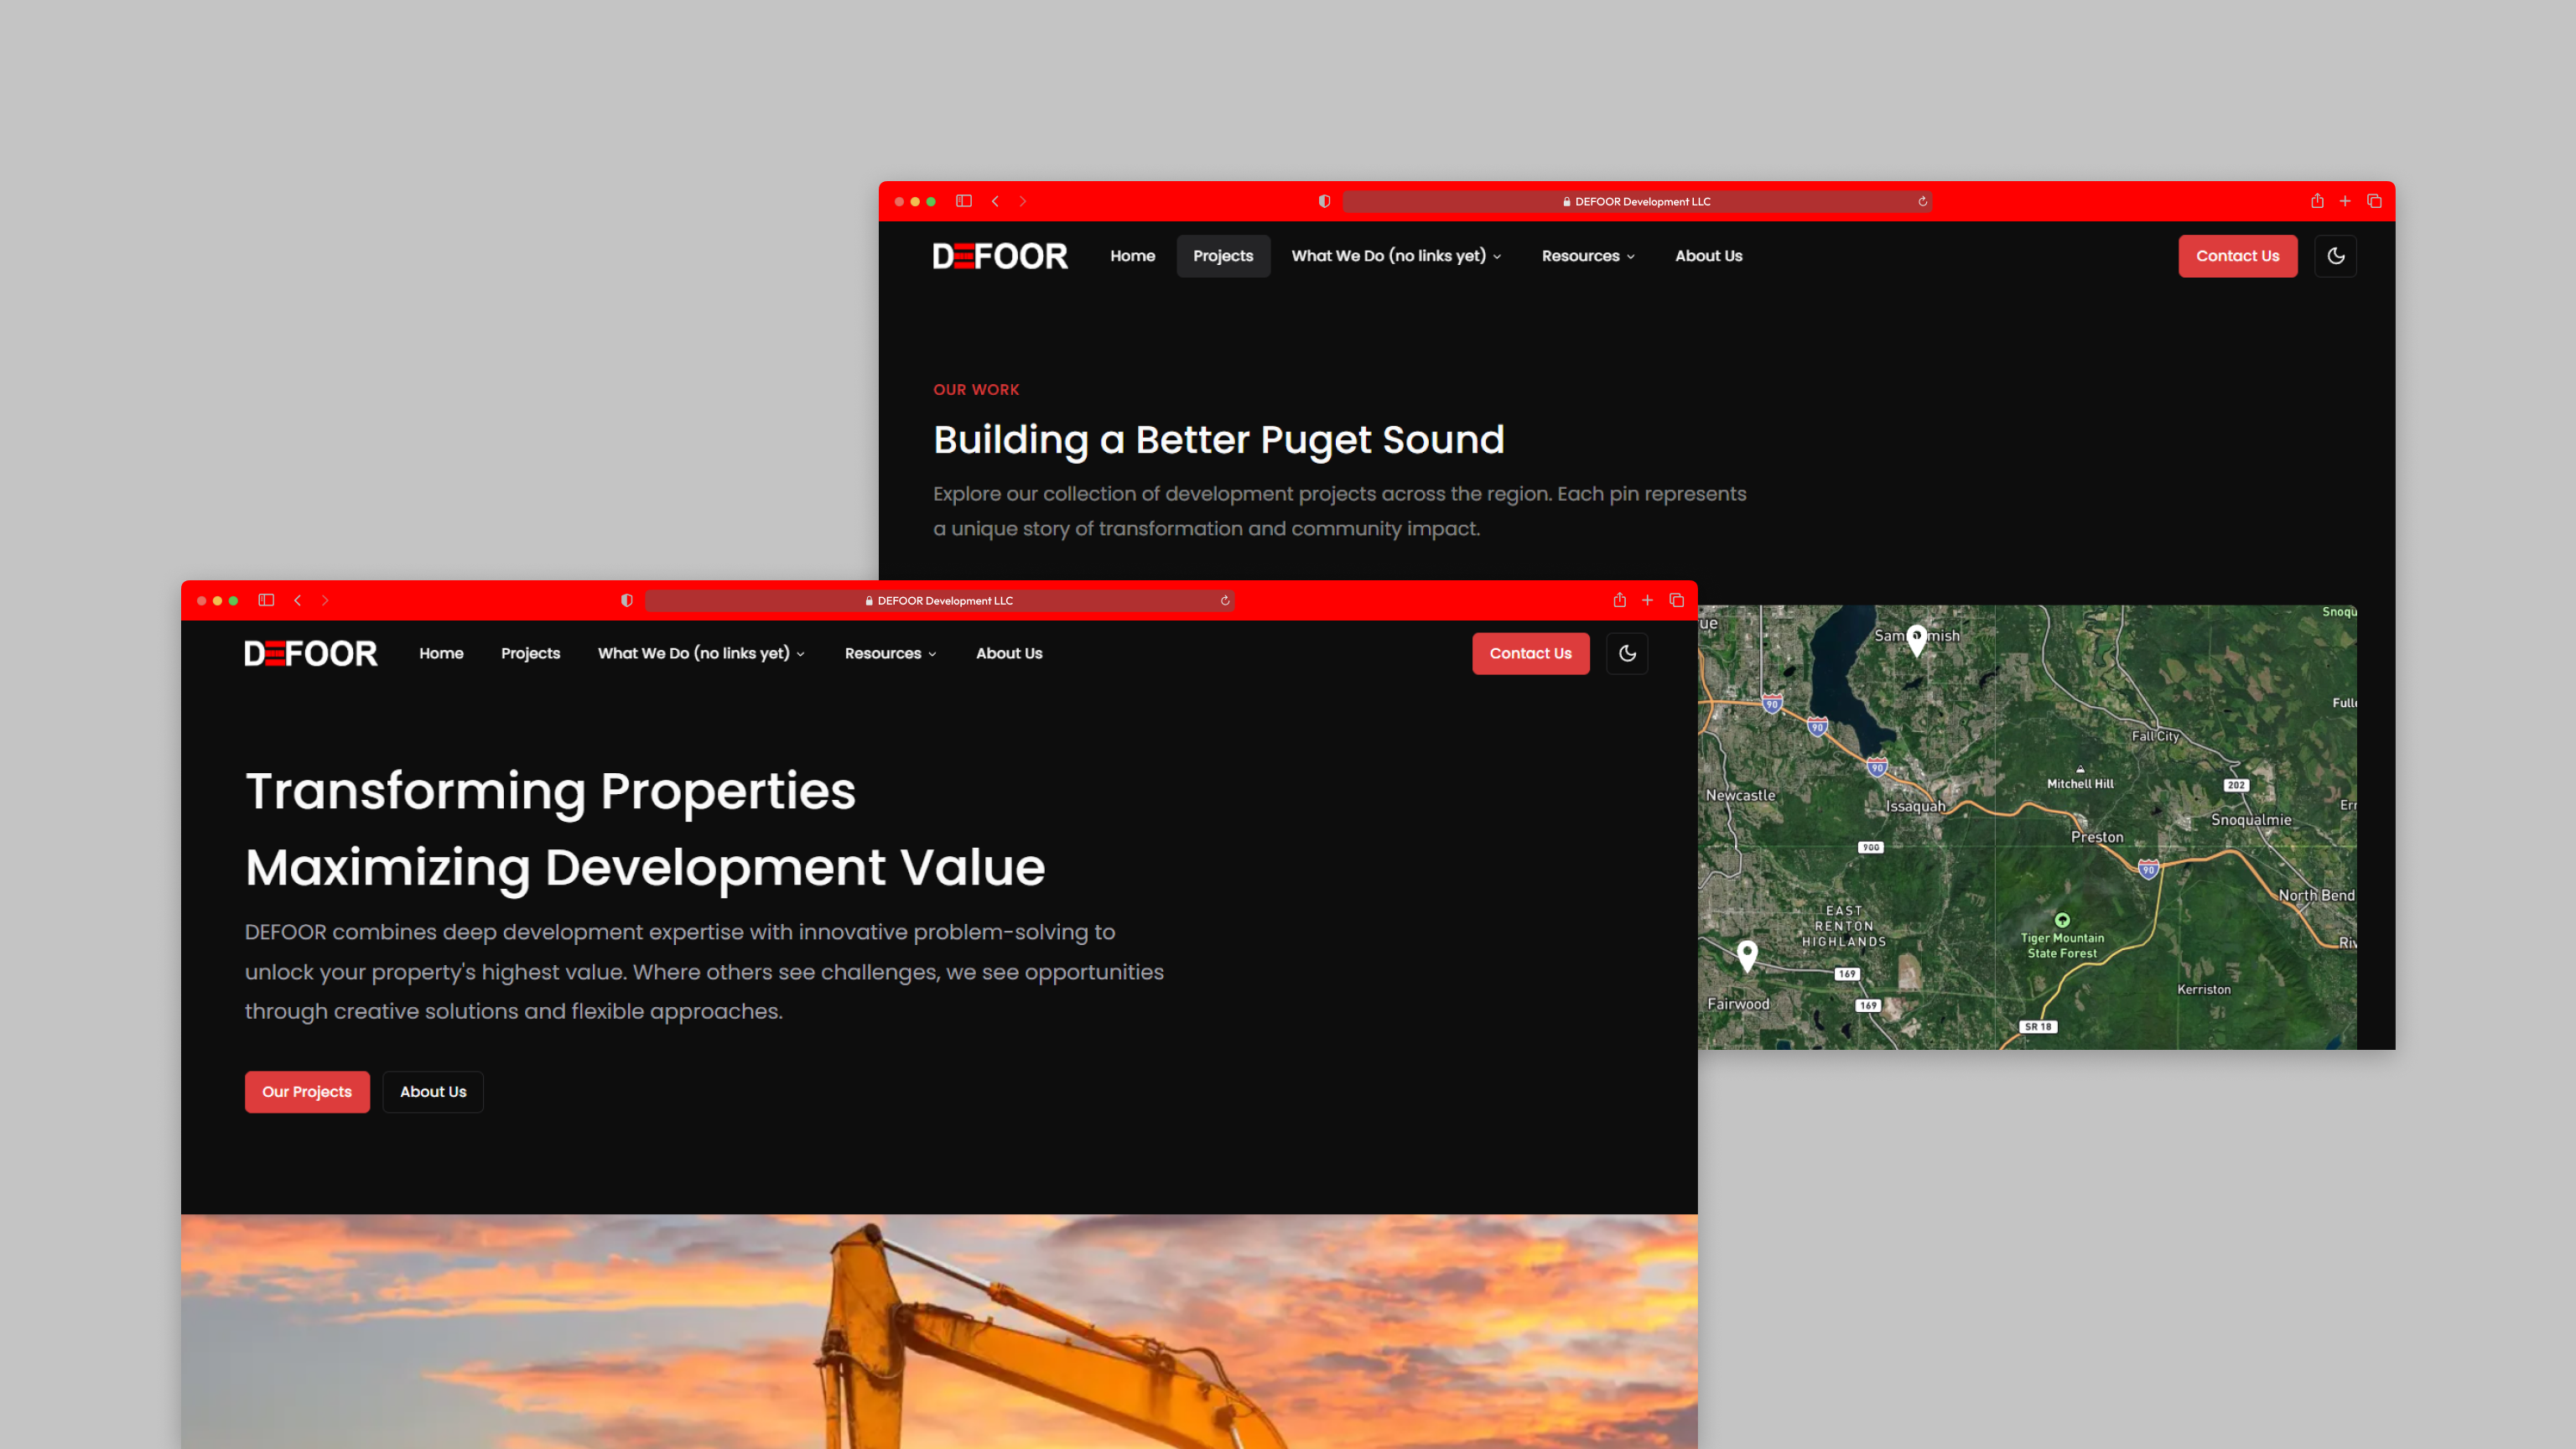 DEFOOR Development LLC
DEFOOR
Home
Projects
What We Do (no links yet)
Resources
About Us
Contact Us
OUR WORK
Building a Better Puget Sound
Explore our collection of development projects across the region. Each pin represents
a unique story of transformation and community impact.
DEFOOR Development LLC
DEFOOR
Home
Projects
What We Do (no links yet)
Resources
About Us
Contact Us
Transforming Properties
Maximizing Development Value
DEFOOR combines deep development expertise with innovative problem-solving to
unlock your property's highest value. Where others see challenges, we see opportunities
through creative solutions and flexible approaches.
Our Projects
About Us
Snoqu
ue
Fulle
90
90
Fall City
90
Mitchell Hill
202
Newcastle
Issaquah
Snoqualmie
Preston
900
90
North Bend
EAST
RENTON
HIGHLANDS
Tiger Mountain
State Forest
Riv
169
Kerriston
Fairwood
169
SR 18